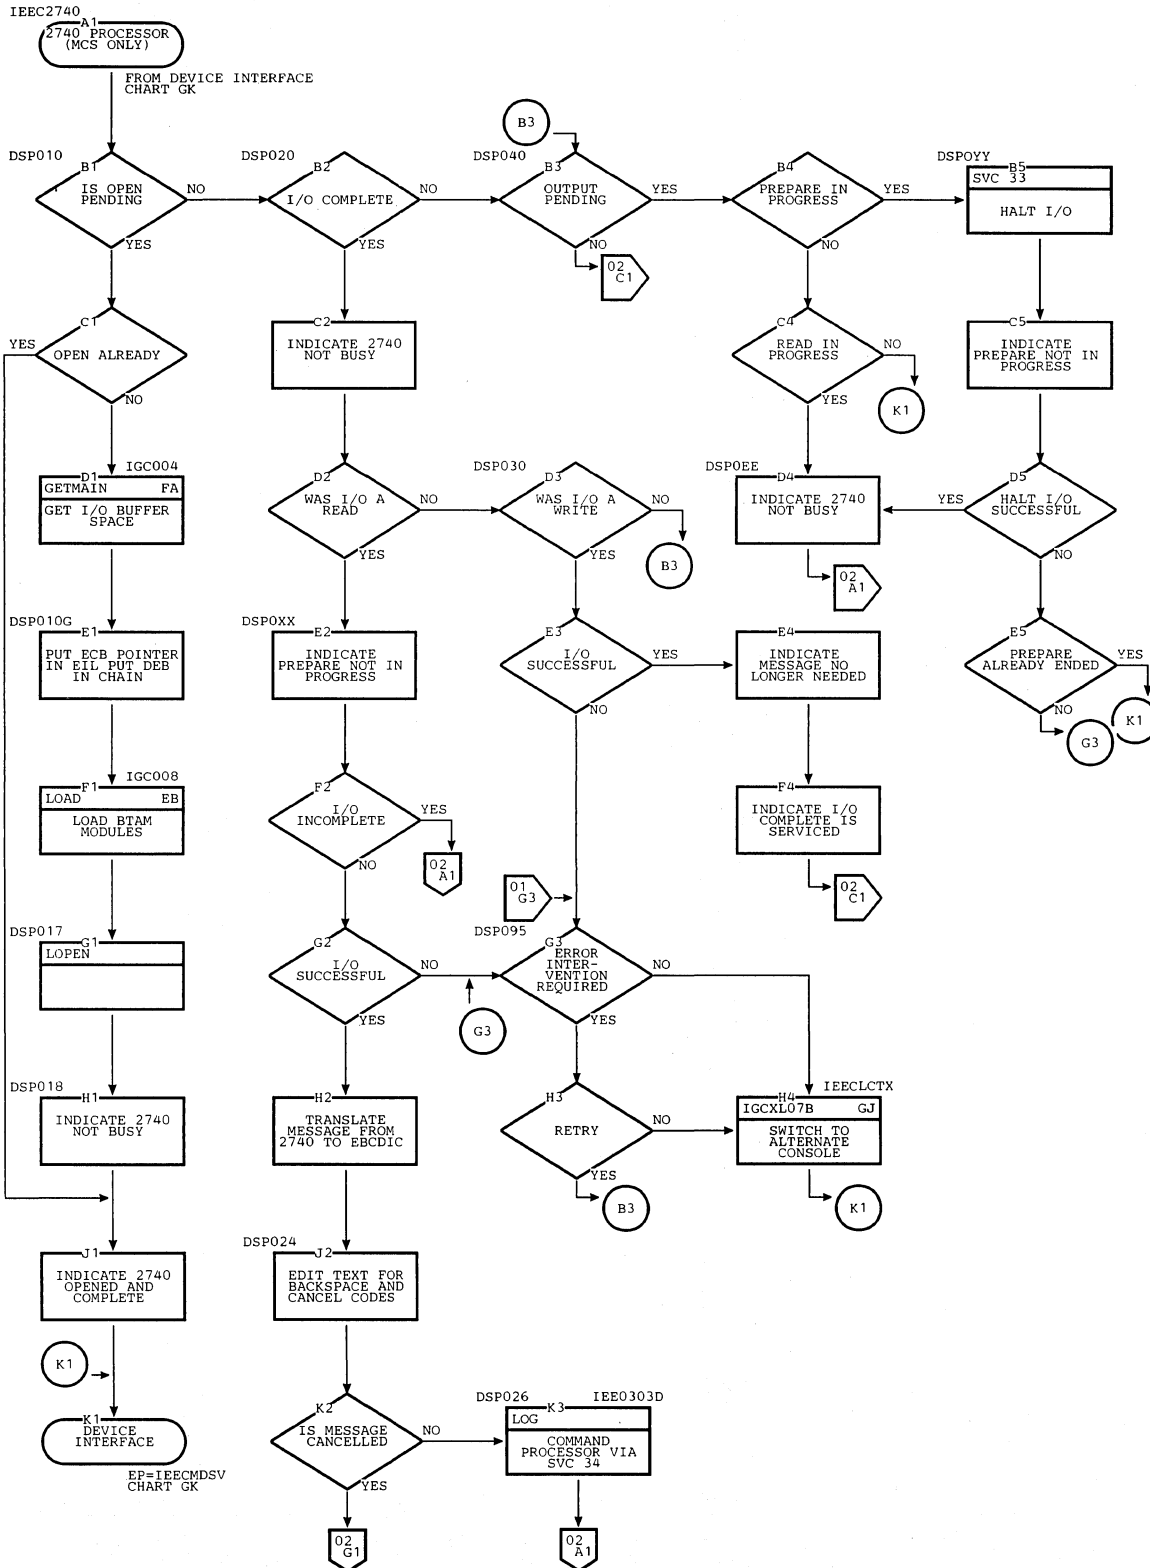 IEEC2740
A1
2740 PROCESSOR
(MCS ONLY)
FROM DEVICE INTERFACE
CHART GK
B3
DSP010
B1
IS OPEN
PENDING
NO
YES
DSP020
B2
I/O COMPLETE
NO
YES
DSP040
B3
OUTPUT
PENDING
YES
NO
02
C1
B4
PREPARE IN
PROGRESS
YES
NO
DSPOYY
B5
SVC 33
HALT I/O
C1
YES
OPEN ALREADY
NO
C2
INDICATE 2740
NOT BUSY
C4
READ IN
PROGRESS
NO
YES
K1
C5
INDICATE
PREPARE NOT IN
PROGRESS
IGC004
D1
GETMAIN FA
GET I/O BUFFER
SPACE
D2
WAS I/O A
READ
NO
YES
DSP030
D3
WAS I/O A
WRITE
NO
YES
B3
DSP0EE
D4
INDICATE 2740
NOT BUSY
02
A1
D5
YES
HALT I/O
SUCCESSFUL
NO
DSP010G
E1
PUT ECB POINTER
IN EIL PUT DEB
IN CHAIN
DSP0XX
E2
INDICATE
PREPARE NOT IN
PROGRESS
E3
I/O
SUCCESSFUL
YES
NO
E4
INDICATE
MESSAGE NO
LONGER NEEDED
E5
PREPARE
ALREADY ENDED
YES
NO
G3
K1
IGC008
F1
LOAD EB
LOAD BTAM
MODULES
F2
I/O
INCOMPLETE
YES
NO
02
A1
F4
INDICATE I/O
COMPLETE IS
SERVICED
02
C1
01
G3
DSP017
G1
LOPEN
G2
I/O
SUCCESSFUL
NO
YES
G3
DSP095
G3
ERROR
INTER-
VENTION
REQUIRED
NO
YES
DSP018
H1
INDICATE 2740
NOT BUSY
H2
TRANSLATE
MESSAGE FROM
2740 TO EBCDIC
H3
RETRY
NO
YES
B3
IEECLCTX
H4
IGCXL07B GJ
SWITCH TO
ALTERNATE
CONSOLE
K1
J1
INDICATE 2740
OPENED AND
COMPLETE
DSP024
J2
EDIT TEXT FOR
BACKSPACE AND
CANCEL CODES
K1
K1
DEVICE
INTERFACE
EP=IEECMDSV
CHART GK
K2
IS MESSAGE
CANCELLED
NO
YES
02
G1
DSP026 IEE0303D
K3
LOG
COMMAND
PROCESSOR VIA
SVC 34
02
A1